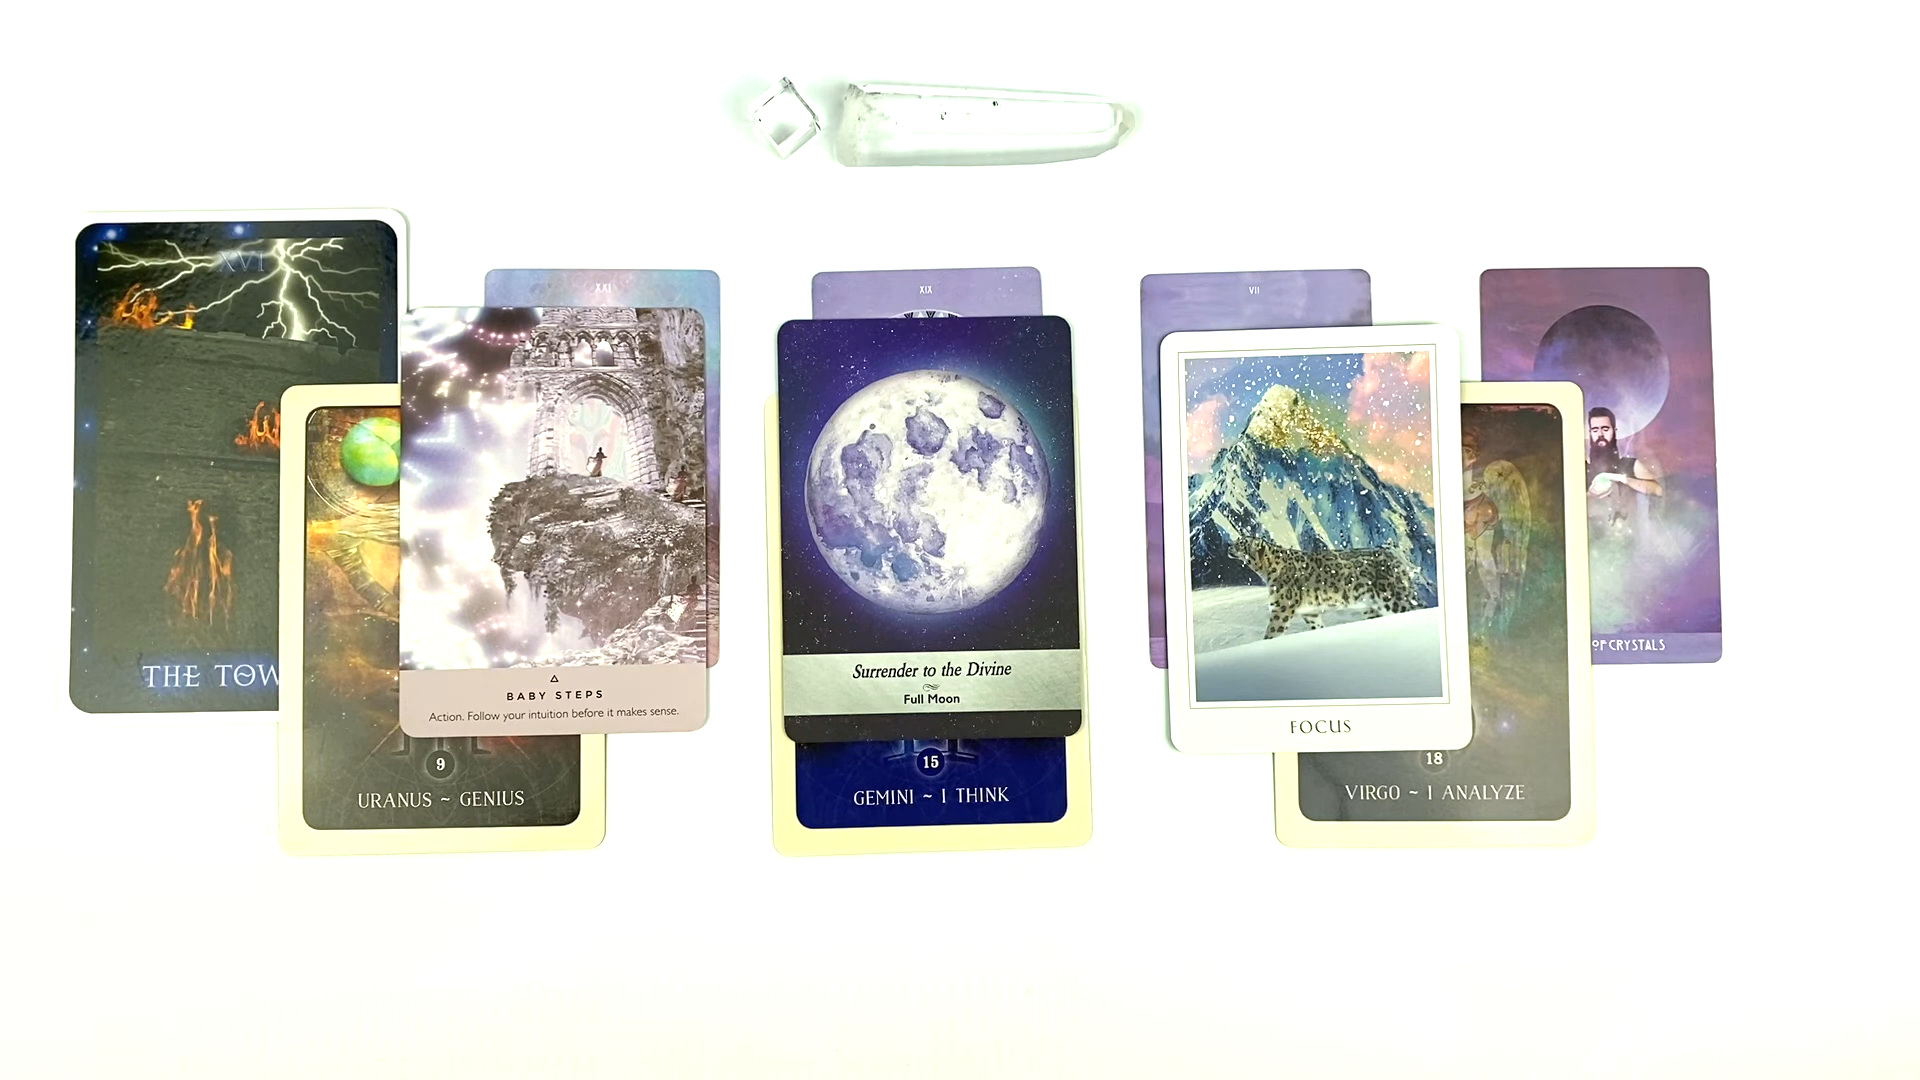 XVI
THE TOW
XXI
BABY STEPS
Action. Follow your intuition before it makes sense.
9
URANUS ~ GENIUS
XIX
Surrender to the Divine
Full Moon
15
GEMINI ~ I THINK
VII
FOCUS
18
VIRGO ~ I ANALYZE
OF CRYSTALS